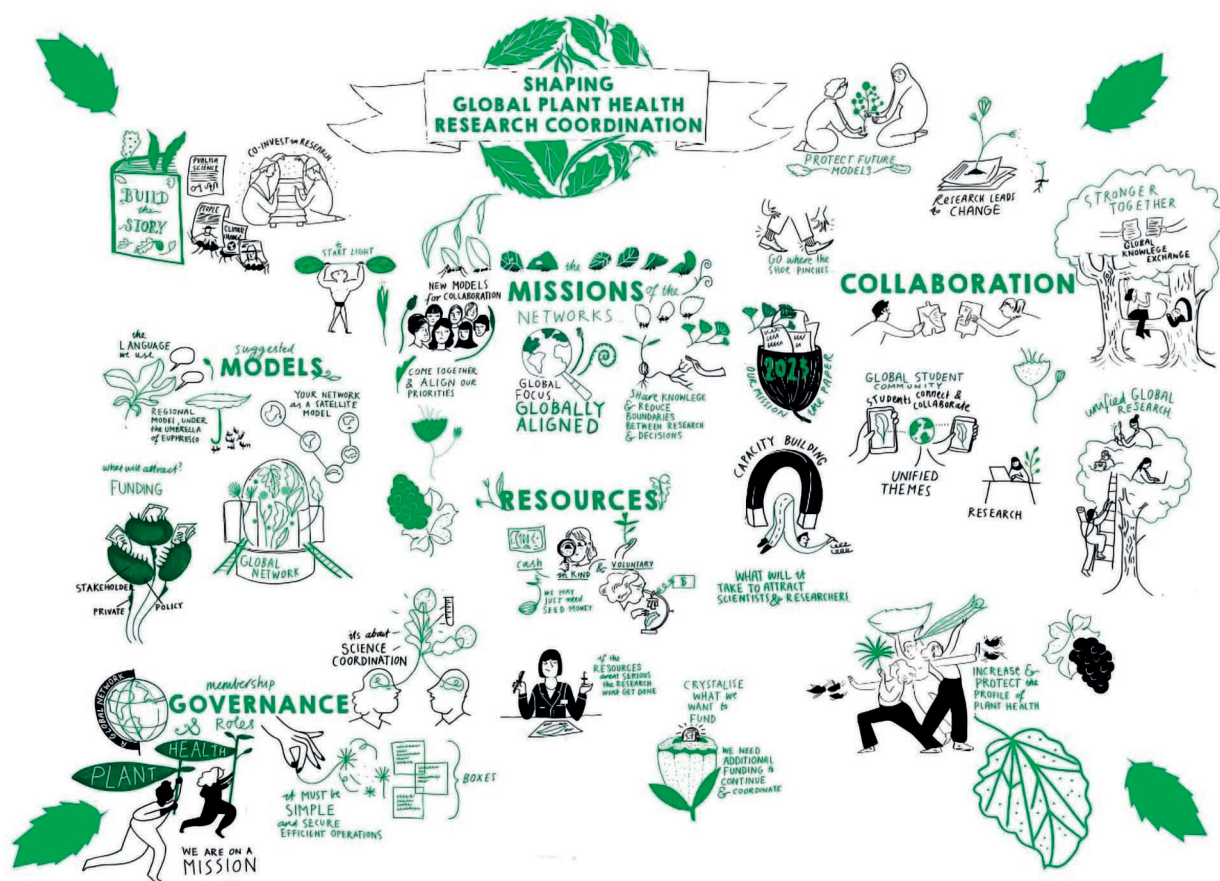 SHAPING
GLOBAL PLANT HEALTH
RESEARCH COORDINATION
BUILD
the
STORY
PUBLISH
SCIENCE
PEOPLE
CLIMATE
CHANGE
CO-INVEST in RESEARCH
to
START LIGHT
NEW MODELS
for COLLABORATION
COME TOGETHER
& ALIGN OUR
PRIORITIES
the
MISSIONS of the
NETWORKS
GLOBAL
FOCUS
GLOBALLY
ALIGNED
SHARE KNOWLEGE
& REDUCE
BOUNDARIES
BETWEEN RESEARCH
& DECISIONS
PROTECT FUTURE
MODELS
RESEARCH LEADS
to CHANGE
GO WHERE the
SHOE PINCHES
STRONGER
TOGETHER
GLOBAL
KNOWLEGE
EXCHANGE
COLLABORATION
2023
OUR MISSION
the PAPER
GLOBAL STUDENT
COMMUNITY
STUDENTS connect &
COLLABORATE
UNIFIED
THEMES
RESEARCH
unified GLOBAL
RESEARCH
the
LANGUAGE
we use
suggested
MODELS
REGIONAL
MODEL, UNDER
the UMBRELLA
of EUPHRESCO
YOUR NETWORK
AS A SATELLITE
MODEL
GLOBAL
NETWORK
what will attract?
FUNDING
STAKEHOLDER
PRIVATE
POLICY
RESOURCES
cash
in KIND
&
VOLUNTARY
$
WE MAY
JUST need
SEED MONEY
CAPACITY BUILDING
WHAT WILL it
TAKE TO ATTRACT
SCIENTISTS & RESEARCHERS
its about
SCIENCE
COORDINATION
membership
GOVERNANCE
& Roles
A GLOBAL NETWORK
PLANT
HEALTH
WE ARE ON A
MISSION
it MUST BE
SIMPLE
and SECURE
EFFICIENT OPERATIONS
BOXES
if the
RESOURCES
arent SERIOUS
the RESEARCH
wont GET DONE
CRYSTALISE
WHAT WE
WANT to
FUND
WE NEED
ADDITIONAL
FUNDING to
CONTINUE
& COORDINATE
INCREASE &
PROTECT the
PROFILE of
PLANT HEALTH